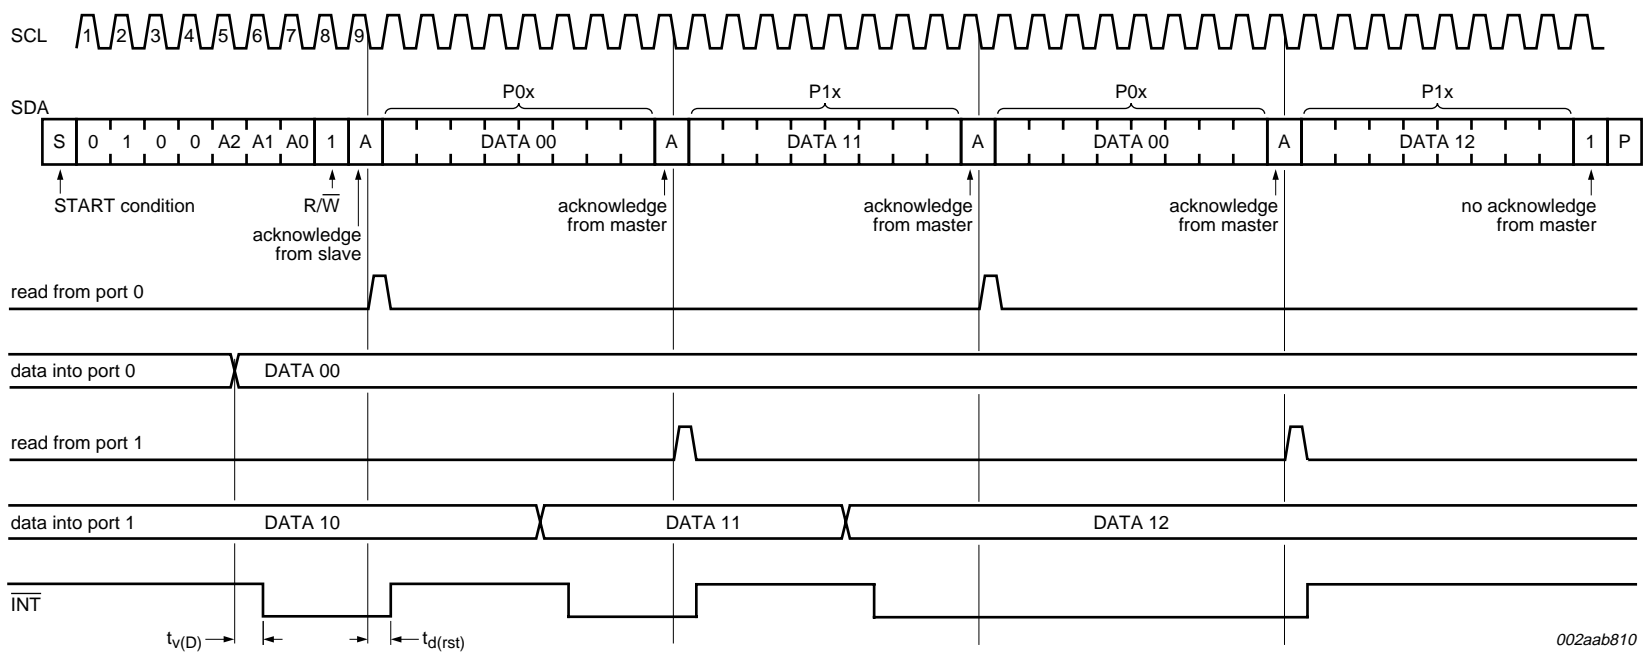 SCL 1 2 3 4 5 6 7 8 9
SDA P0x P1x P0x P1x
S 0 1 0 0 A2 A1 A0 1 A DATA 00 A DATA 11 A DATA 00 A DATA 12 1 P
START condition R/W acknowledge from master acknowledge from master acknowledge from master no acknowledge from master
acknowledge
from slave
read from port 0
data into port 0 DATA 00
read from port 1
data into port 1 DATA 10 DATA 11 DATA 12
INT
tv(D) td(rst)
002aab810